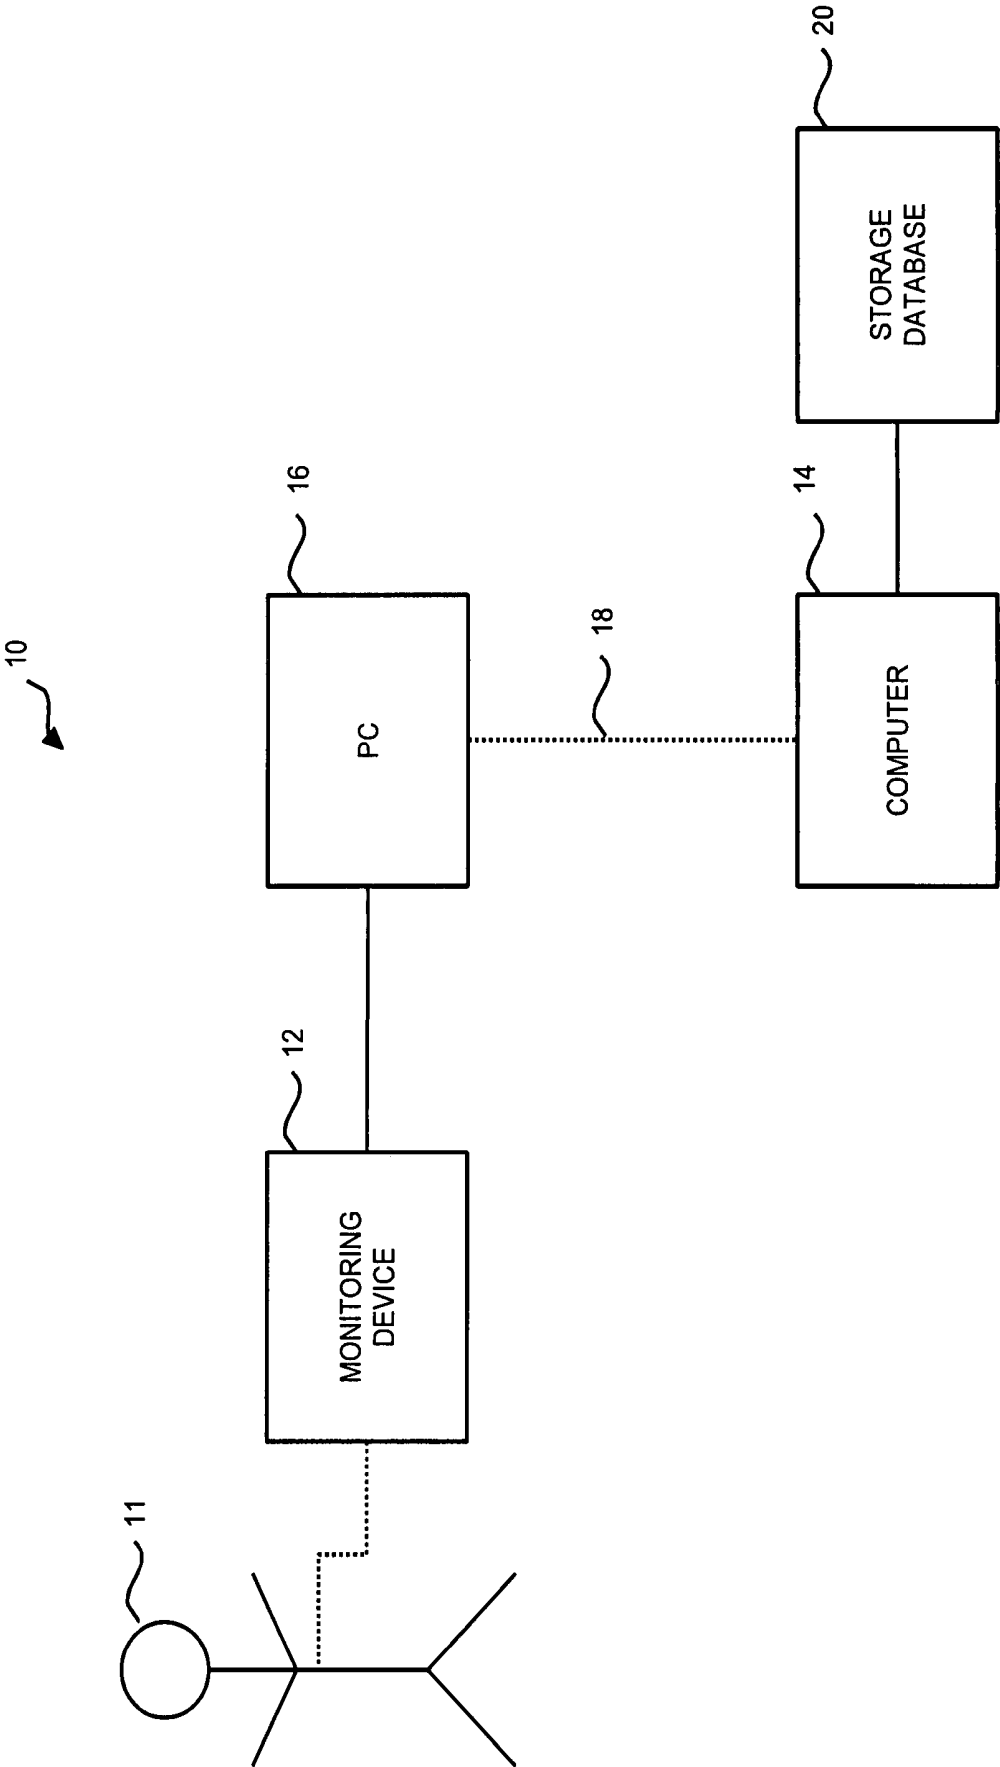 10
11
MONITORING
DEVICE
12
PC
16
18
COMPUTER
14
STORAGE
DATABASE
20